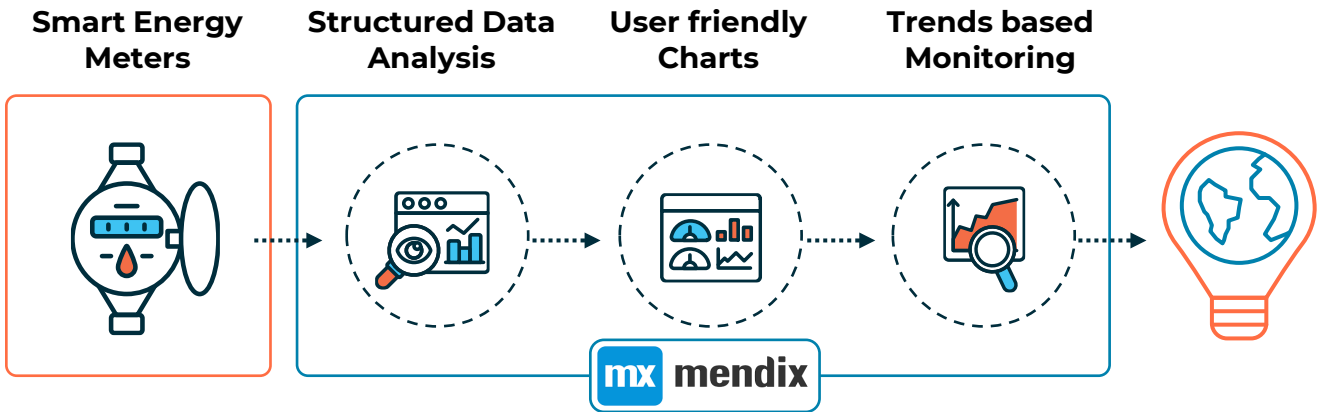 Smart Energy
Meters
Structured Data
Analysis
User friendly
Charts
Trends based
Monitoring
mx mendix